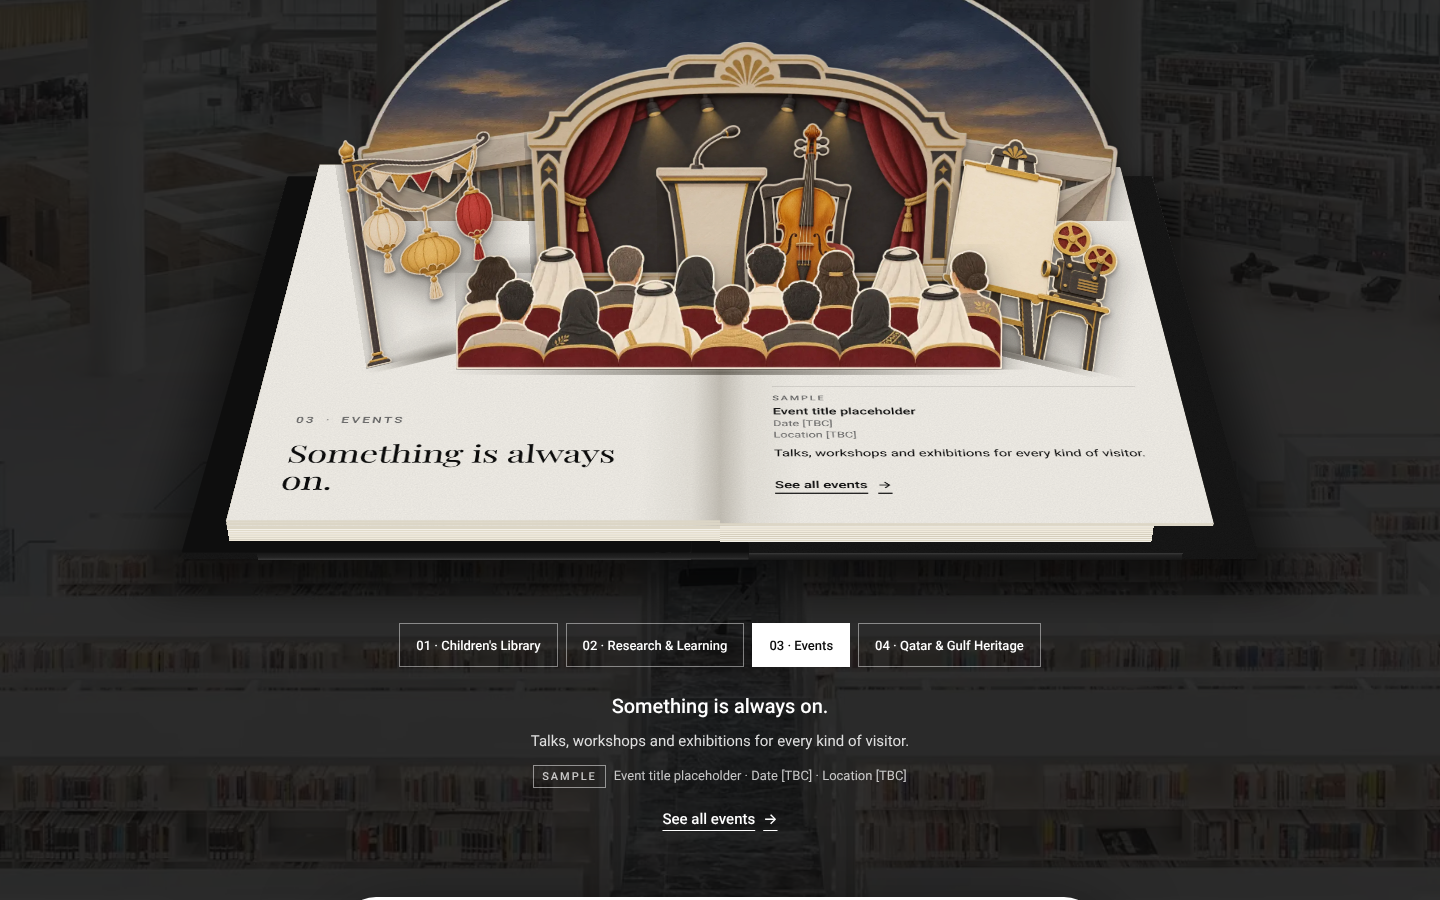 03 · EVENTS
Something is always
on.
SAMPLE
Event title placeholder
Date [TBC]
Location [TBC]
Talks, workshops and exhibitions for every kind of visitor.
See all events →
01 · Children's Library
02 · Research & Learning
03 · Events
04 · Qatar & Gulf Heritage
Something is always on.
Talks, workshops and exhibitions for every kind of visitor.
SAMPLE Event title placeholder · Date [TBC] · Location [TBC]
See all events →